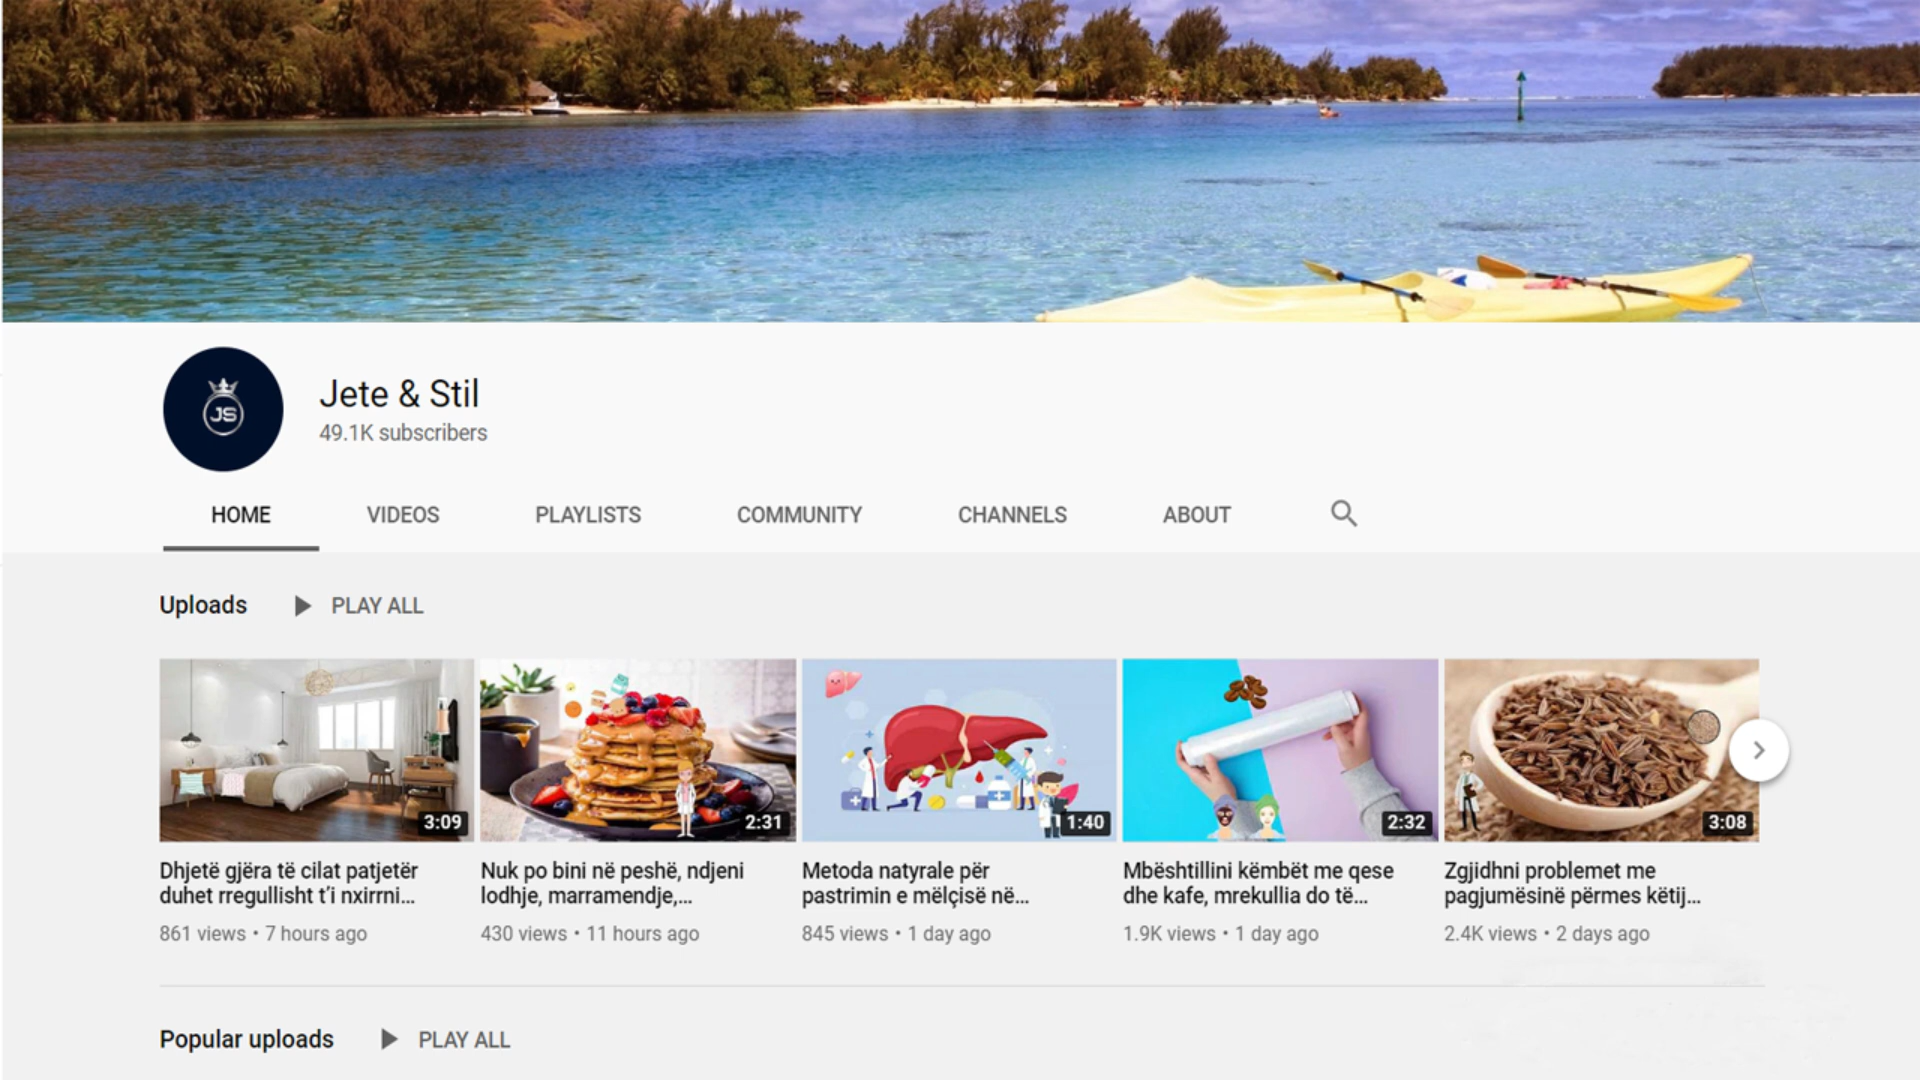 JS
Jete & Stil
49.1K subscribers
HOME VIDEOS PLAYLISTS COMMUNITY CHANNELS ABOUT
Uploads PLAY ALL
3:09 2:31 1:40 2:32 3:08
Dhjetë gjëra të cilat patjetër
duhet rregullisht t'i nxirrni...
861 views • 7 hours ago
Nuk po bini në peshë, ndjeni
lodhje, marramendje,...
430 views • 11 hours ago
Metoda natyrale për
pastrimin e mëlçisë në...
845 views • 1 day ago
Mbështillini këmbët me qese
dhe kafe, mrekullia do të...
1.9K views • 1 day ago
Zgjidhni problemet me
pagjumësinë përmes këtij...
2.4K views • 2 days ago
Popular uploads PLAY ALL